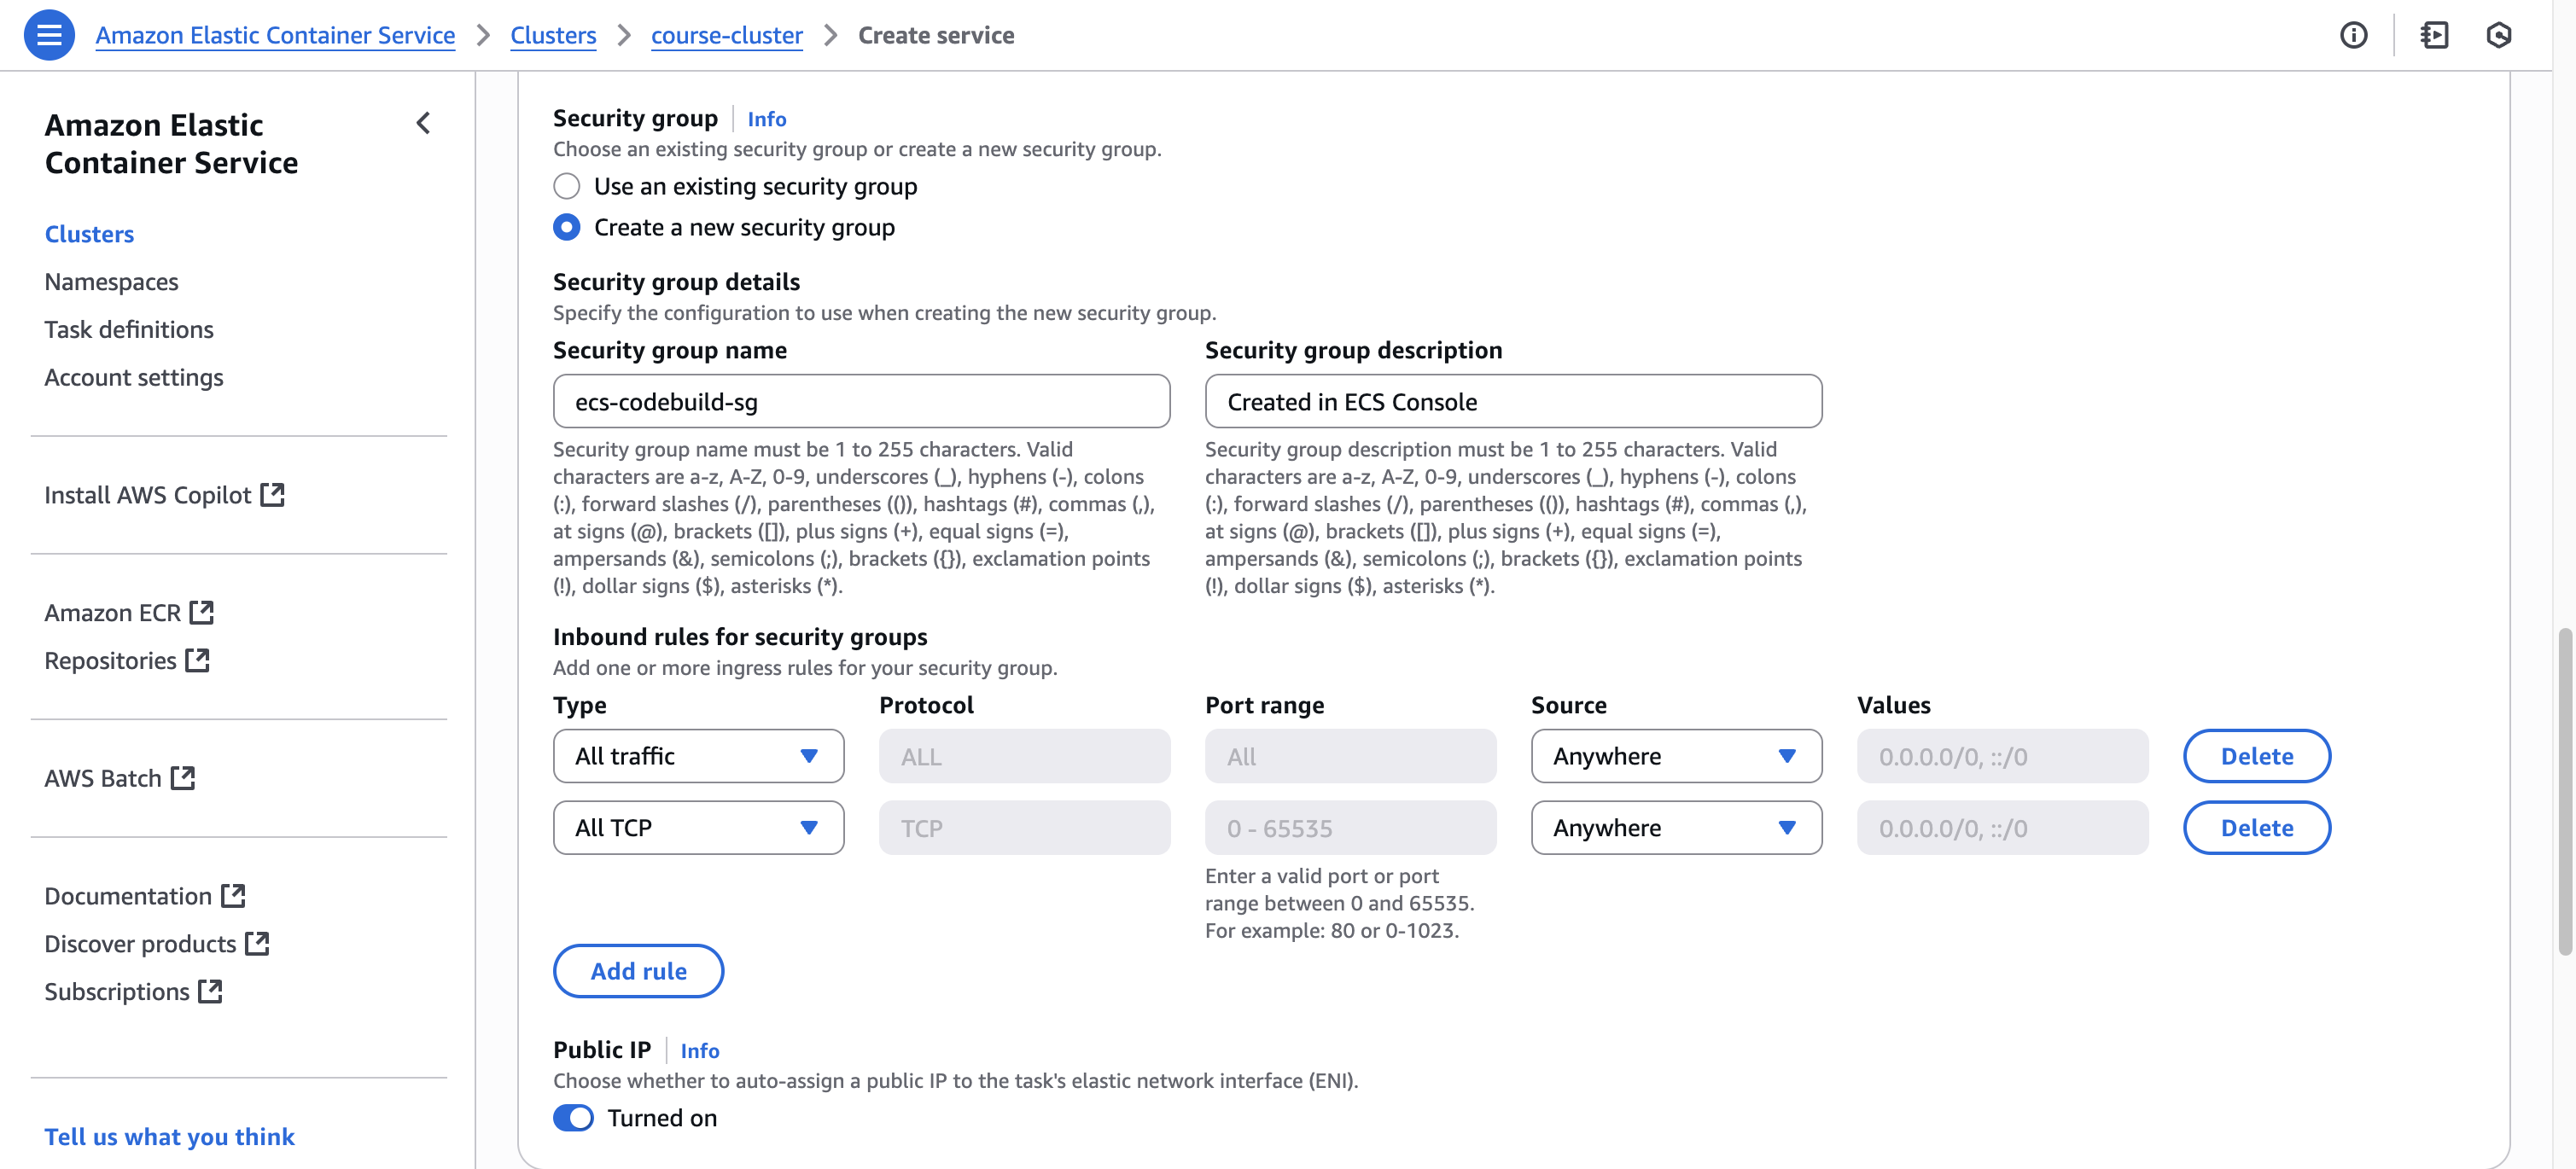 Amazon Elastic Container Service > Clusters > course-cluster > Create service
Amazon Elastic
Container Service
Clusters
Namespaces
Task definitions
Account settings
Install AWS Copilot
Amazon ECR
Repositories
AWS Batch
Documentation
Discover products
Subscriptions
Tell us what you think
Security group | Info
Choose an existing security group or create a new security group.
Use an existing security group
Create a new security group
Security group details
Specify the configuration to use when creating the new security group.
Security group name
ecs-codebuild-sg
Security group name must be 1 to 255 characters. Valid
characters are a-z, A-Z, 0-9, underscores (_), hyphens (-), colons
(:), forward slashes (/), parentheses (()), hashtags (#), commas (,),
at signs (@), brackets ([]), plus signs (+), equal signs (=),
ampersands (&), semicolons (;), brackets ({}), exclamation points
(!), dollar signs ($), asterisks (*).
Security group description
Created in ECS Console
Security group description must be 1 to 255 characters. Valid
characters are a-z, A-Z, 0-9, underscores (_), hyphens (-), colons
(:), forward slashes (/), parentheses (()), hashtags (#), commas (,),
at signs (@), brackets ([]), plus signs (+), equal signs (=),
ampersands (&), semicolons (;), brackets ({}), exclamation points
(!), dollar signs ($), asterisks (*).
Inbound rules for security groups
Add one or more ingress rules for your security group.
Type Protocol Port range Source Values
All traffic ALL All Anywhere 0.0.0.0/0, ::/0 Delete
All TCP TCP 0 - 65535 Anywhere 0.0.0.0/0, ::/0 Delete
Enter a valid port or port
range between 0 and 65535.
For example: 80 or 0-1023.
Add rule
Public IP | Info
Choose whether to auto-assign a public IP to the task's elastic network interface (ENI).
Turned on